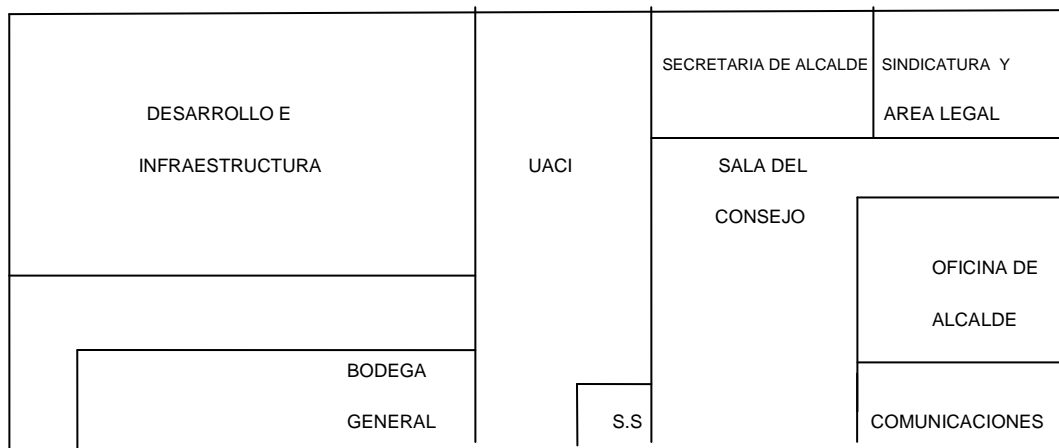 DESARROLLO E
INFRAESTRUCTURA
UACI
SECRETARIA DE ALCALDE
SINDICATURA Y
AREA LEGAL
SALA DEL
CONSEJO
OFICINA DE
ALCALDE
BODEGA
GENERAL
S.S
COMUNICACIONES